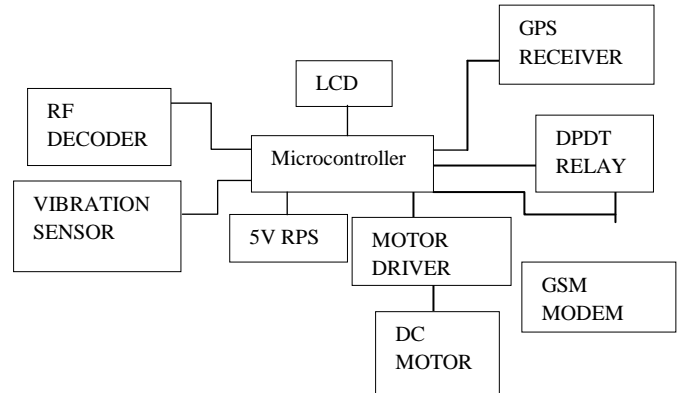 GPS
RECEIVER
LCD
RF
DECODER
Microcontroller
DPDT
RELAY
VIBRATION
SENSOR
5V RPS
MOTOR
DRIVER
GSM
MODEM
DC
MOTOR